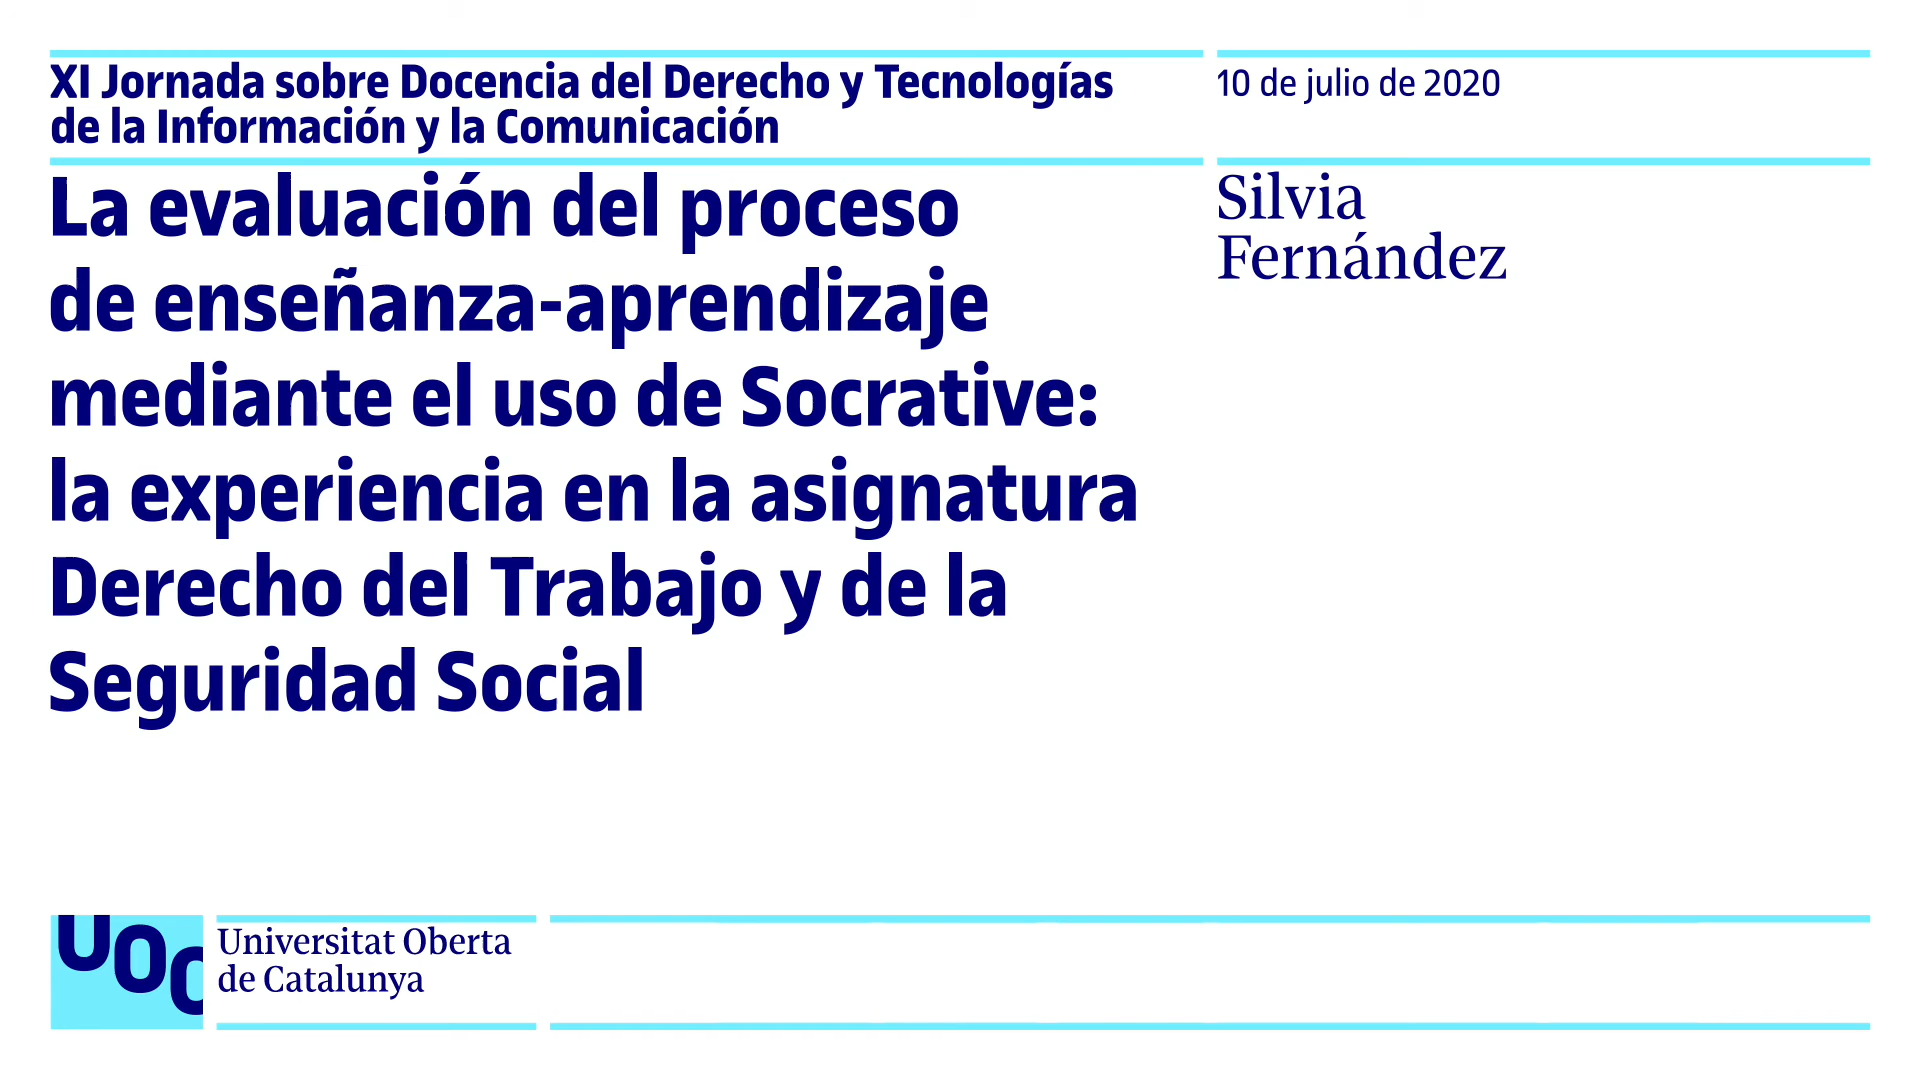 XI Jornada sobre Docencia del Derecho y Tecnologías
de la Información y la Comunicación
10 de julio de 2020
La evaluación del proceso
de enseñanza-aprendizaje
mediante el uso de Socrative:
la experiencia en la asignatura
Derecho del Trabajo y de la
Seguridad Social
Silvia
Fernández
UOC
Universitat Oberta
de Catalunya